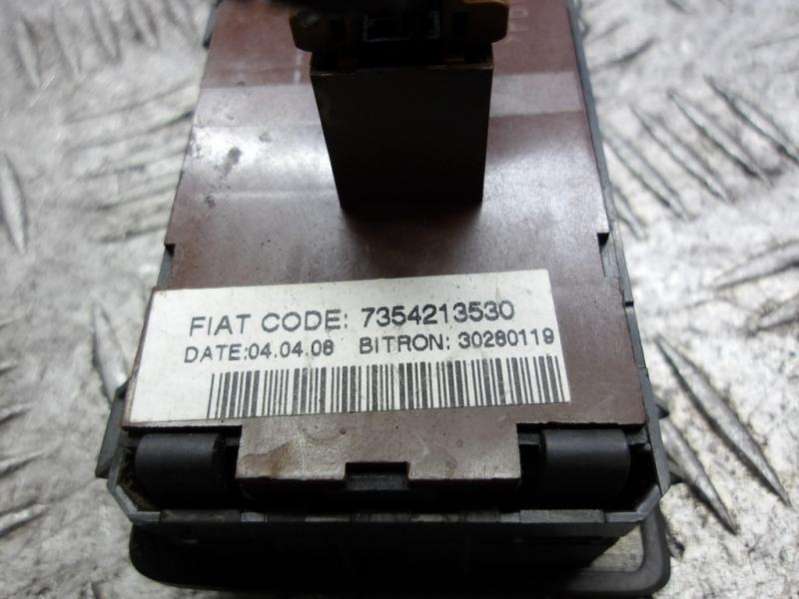 FIAT CODE: 7354213530
DATE:04.04.08 BITRON: 30280119